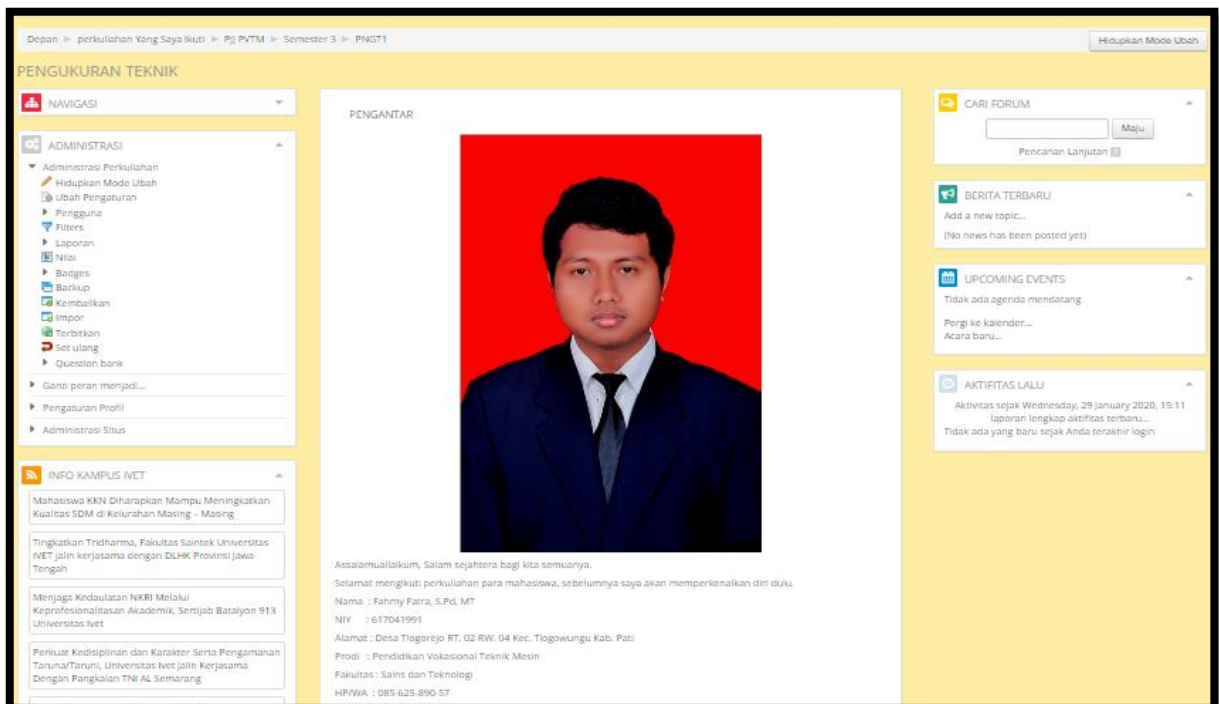 Depan ► perkuliahan Yang Saya Ikuti ► PJJ PVTM ► Semester 3 ► PNGT1
Hidupkan Mode Ubah
PENGUKURAN TEKNIK
NAVIGASI
ADMINISTRASI
Administrasi Perkuliahan
Hidupkan Mode Ubah
Ubah Pengaturan
Pengguna
Filters
Laporan
Nilai
Badges
Backup
Kembalikan
Impor
Terbitkan
Set ulang
Question bank
Ganti peran menjadi...
Pengaturan Profil
Administrasi Situs
INFO KAMPUS IVET
Mahasiswa KKN Diharapkan Mampu Meningkatkan
Kualitas SDM di Kelurahan Masing – Masing
Tingkatkan Tridharma, Fakultas Saintek Universitas
IVET jalin kerjasama dengan DLHK Provinsi Jawa
Tengah
Menjaga Kedaulatan NKRI Melalui
Keprofesionalitasan Akademik, Sertijab Batalyon 913
Universitas Ivet
Perkuat Kedisiplinan dan Karakter Serta Pengamanan
Taruna/Taruni, Universitas Ivet Jalin Kerjasama
Dengan Pangkalan TNI AL Semarang
PENGANTAR
Assalamuallaikum, Salam sejahtera bagi kita semuanya.
Selamat mengikuti perkuliahan para mahasiswa, sebelumnya saya akan memperkenalkan diri dulu.
Nama : Fahmy Fatra, S.Pd, MT
NIY : 617041991
Alamat : Desa Tlogorejo RT. 02 RW. 04 Kec. Tlogowungu Kab. Pati
Prodi : Pendidikan Vokasional Teknik Mesin
Fakultas : Sains dan Teknologi
HP/WA : 085-625-890-57
CARI FORUM
Maju
Pencarian Lanjutan
BERITA TERBARU
Add a new topic...
(No news has been posted yet)
UPCOMING EVENTS
Tidak ada agenda mendatang
Pergi ke kalender...
Acara baru...
AKTIFITAS LALU
Aktivitas sejak Wednesday, 29 January 2020, 15:11
laporan lengkap aktifitas terbaru...
Tidak ada yang baru sejak Anda terakhir login